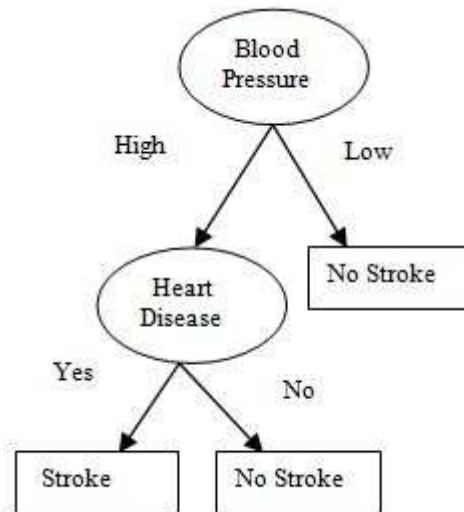 Blood
Pressure
High
Low
Heart
Disease
No Stroke
Yes
No
Stroke
No Stroke